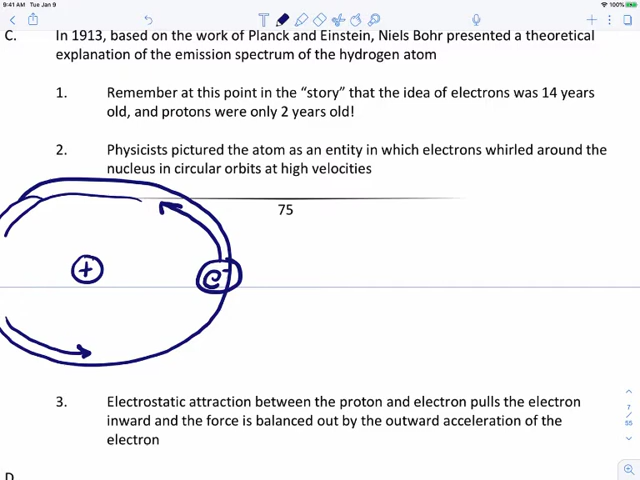 9:41 AM Tue Jan 9
100%
C. In 1913, based on the work of Planck and Einstein, Niels Bohr presented a theoretical
explanation of the emission spectrum of the hydrogen atom
1. Remember at this point in the “story” that the idea of electrons was 14 years
old, and protons were only 2 years old!
2. Physicists pictured the atom as an entity in which electrons whirled around the
nucleus in circular orbits at high velocities
75
+
e-
3. Electrostatic attraction between the proton and electron pulls the electron
inward and the force is balanced out by the outward acceleration of the
electron
7
/
55
D